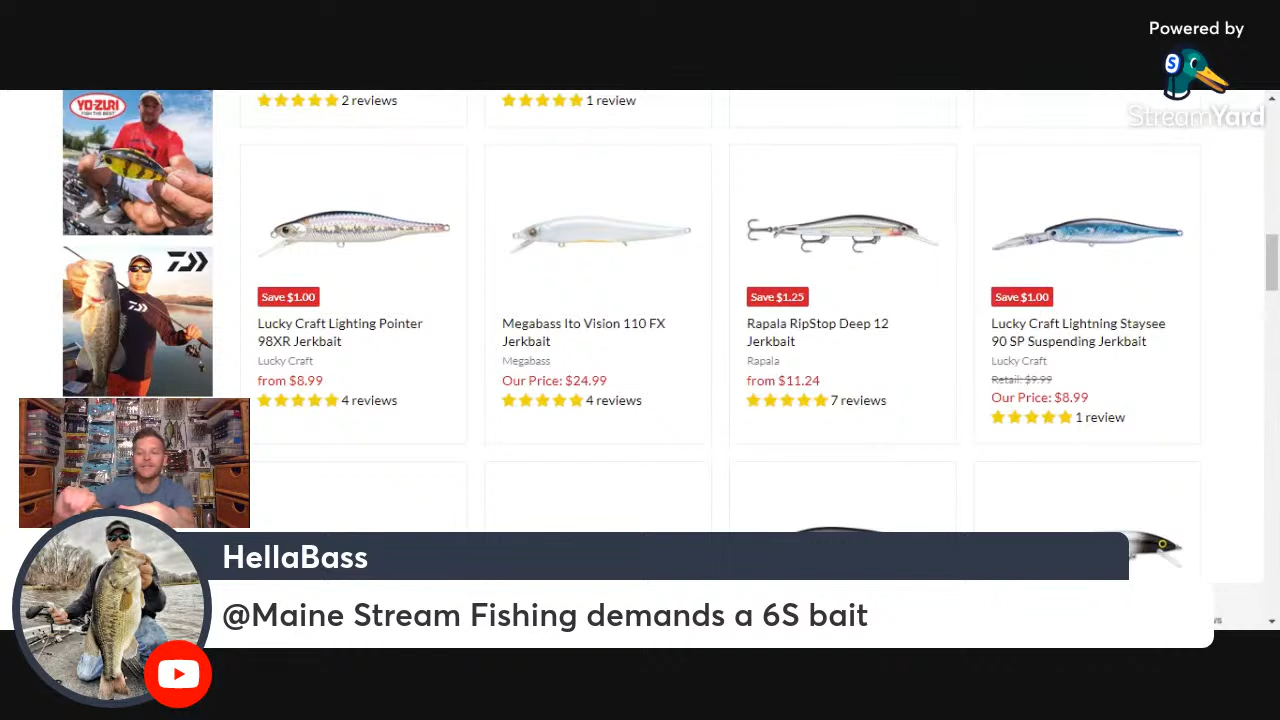 Powered by
StreamYard
YO-ZURI
FISH THE BEST
2 reviews
1 review
Save $1.00
Lucky Craft Lighting Pointer
98XR Jerkbait
Lucky Craft
from $8.99
4 reviews
Megabass Ito Vision 110 FX
Jerkbait
Megabass
Our Price: $24.99
4 reviews
Save $1.25
Rapala RipStop Deep 12
Jerkbait
Rapala
from $11.24
7 reviews
Save $1.00
Lucky Craft Lightning Staysee
90 SP Suspending Jerkbait
Lucky Craft
Retail: $9.99
Our Price: $8.99
1 review
HellaBass
@Maine Stream Fishing demands a 6S bait